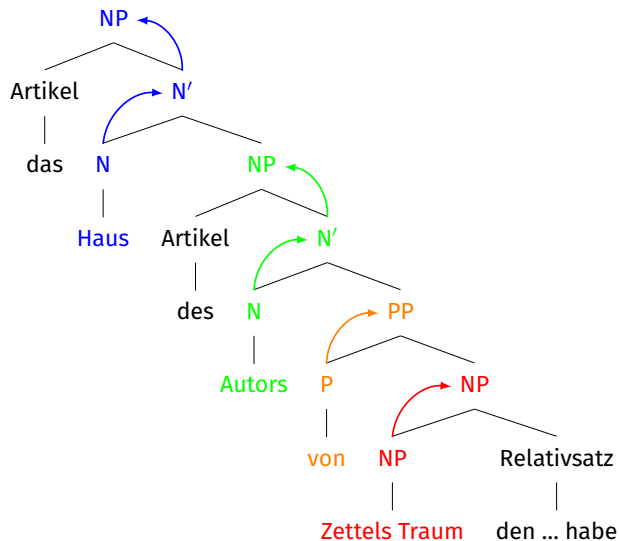 NP
Artikel N′
das N NP
Haus Artikel N′
des N PP
Autors P NP
von NP Relativsatz
Zettels Traum den ... habe